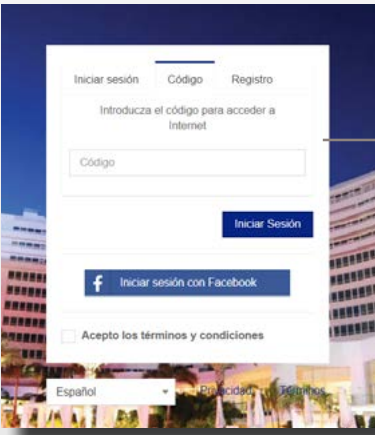 Iniciar sesión Código Registro
Introduzca el código para acceder a
Internet
Código
Iniciar Sesión
f Iniciar sesión con Facebook
Acepto los términos y condiciones
Español Privacidad Términos